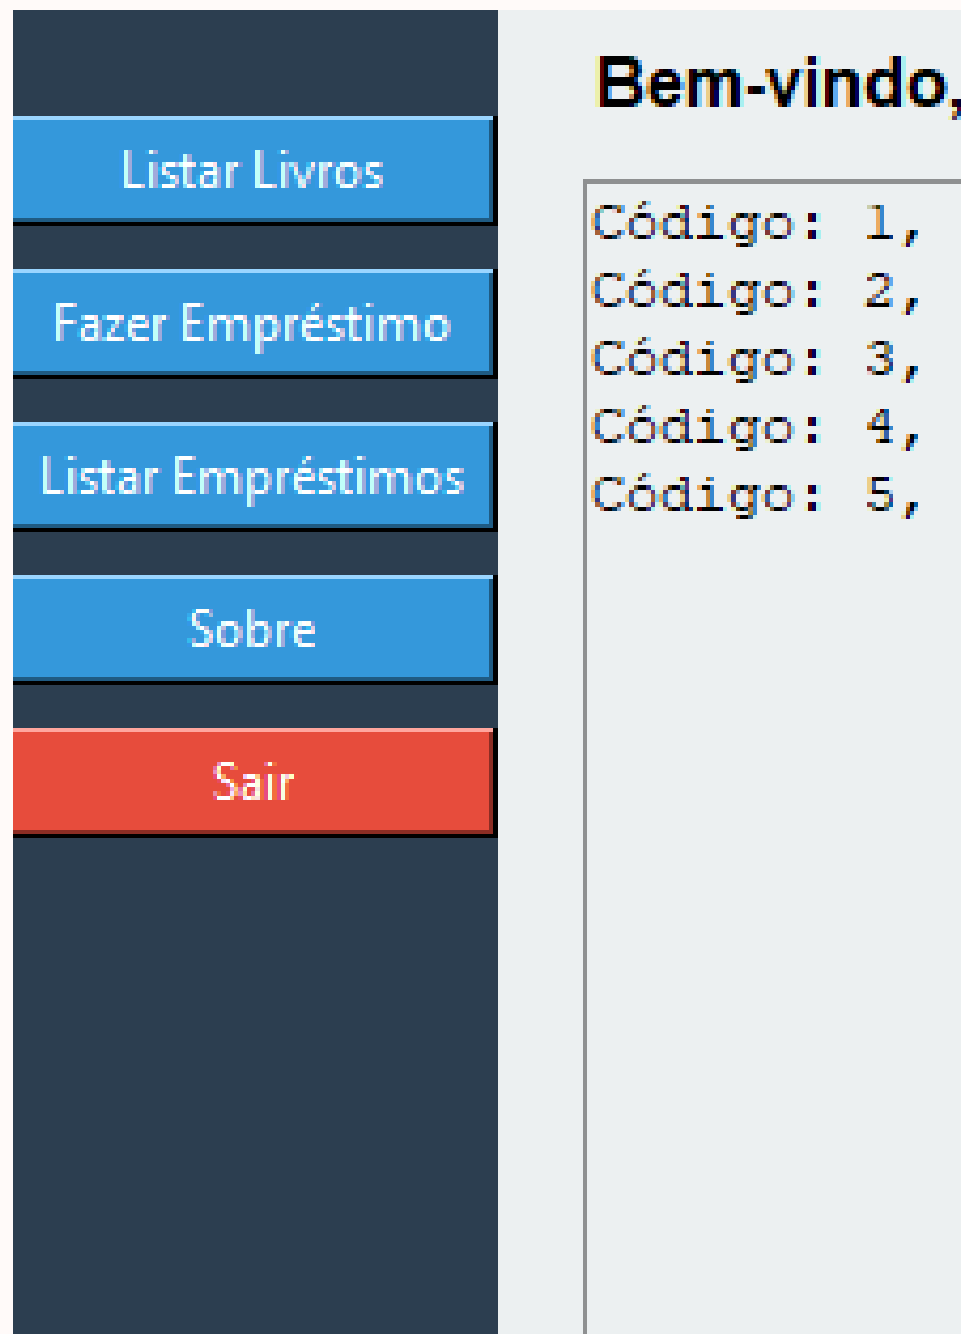 Listar Livros
Fazer Empréstimo
Listar Empréstimos
Sobre
Sair
Bem-vindo,
Código: 1,
Código: 2,
Código: 3,
Código: 4,
Código: 5,